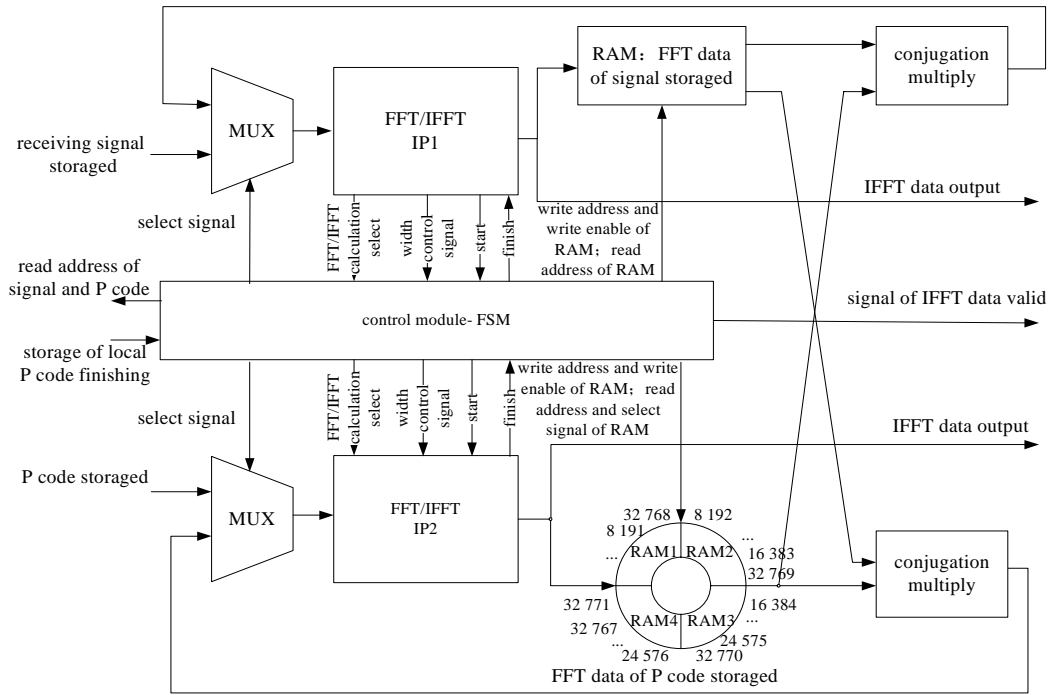 RAM：FFT data
of signal storaged
conjugation
multiply
FFT/IFFT
IP1
MUX
receiving signal
storaged
IFFT data output
select signal
FFT/IFFT
calculation
select
width
control
signal
start
finish
write address and
write enable of
RAM；read
address of RAM
read address of
signal and P code
signal of IFFT data valid
control module- FSM
storage of local
P code finishing
select signal
FFT/IFFT
calculation
select
width
control
signal
start
finish
write address and write
enable of RAM；read
address and select
signal of RAM
IFFT data output
P code storaged
MUX
FFT/IFFT
IP2
32 768
8 192
8 191
...
...
16 383
RAM1
RAM2
32 769
conjugation
multiply
32 771
16 384
32 767
RAM4
RAM3
...
...
24 575
24 576
32 770
FFT data of P code storaged